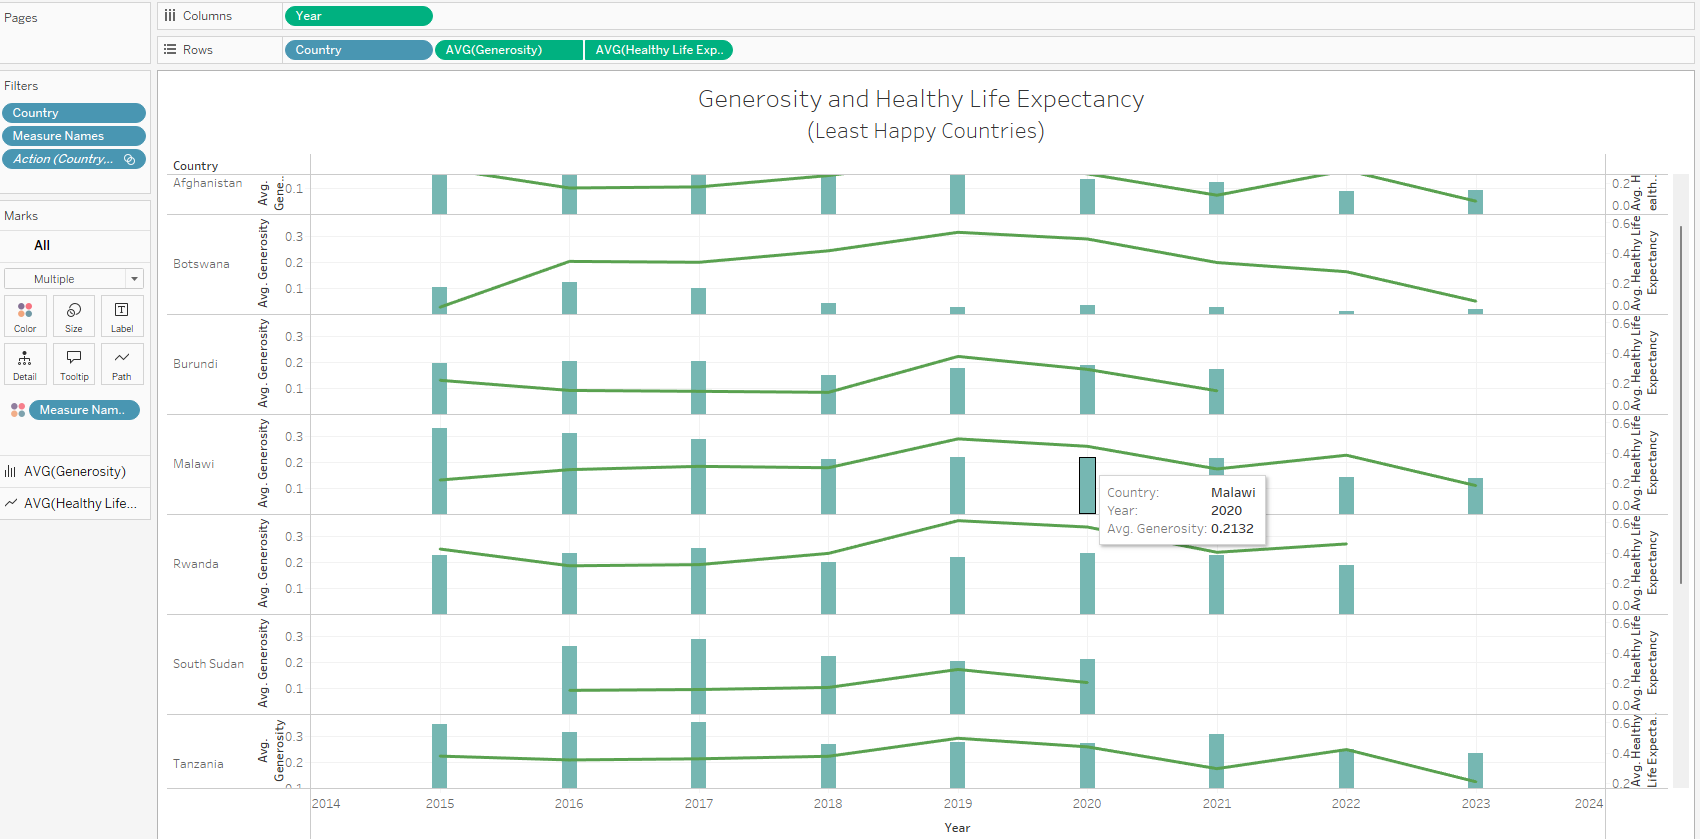 Pages
Columns
Year
Rows
Country
AVG(Generosity)
AVG(Healthy Life Exp..
Filters
Country
Measure Names
Action (Country,...
Marks
All
Multiple
Color
Size
Label
Detail
Tooltip
Path
Measure Nam..
AVG(Generosity)
AVG(Healthy Life...
Generosity and Healthy Life Expectancy
(Least Happy Countries)
Country
Afghanistan
Avg.
Gene..
0.1
0.2
0.0
Avg. H
ealth..
Botswana
Avg. Generosity
0.3
0.2
0.1
0.6
0.4
0.2
0.0
Avg. Healthy Life
Expectancy
Burundi
Avg. Generosity
0.3
0.2
0.1
0.6
0.4
0.2
0.0
Avg. Healthy Life
Expectancy
Malawi
Avg. Generosity
0.3
0.2
0.1
0.6
0.4
0.2
0.0
Avg. Healthy Life
Expectancy
Country: Malawi
Year: 2020
Avg. Generosity: 0.2132
Rwanda
Avg. Generosity
0.3
0.2
0.1
0.6
0.4
0.2
0.0
Avg. Healthy Life
Expectancy
South Sudan
Avg. Generosity
0.3
0.2
0.1
0.6
0.4
0.2
0.0
Avg. Healthy Life
Expectancy
Tanzania
Avg.
Generosity
0.3
0.2
0.1
0.6
0.4
0.2
Avg. Healthy
Life Expecta..
2014 2015 2016 2017 2018 2019 2020 2021 2022 2023 2024
Year